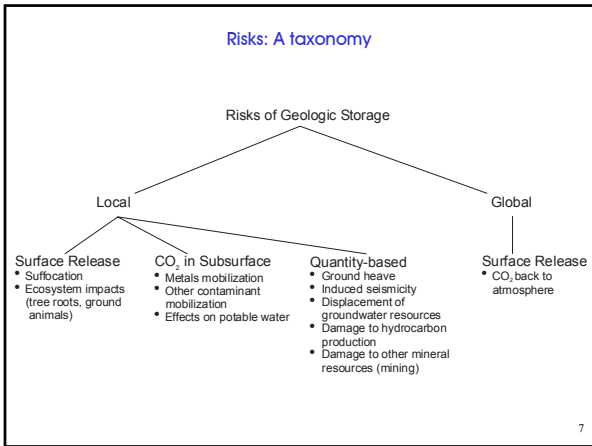 Risks: A taxonomy
Risks of Geologic Storage
Local
Global
Surface Release
• Suffocation
• Ecosystem impacts
(tree roots, ground
animals)
CO2 in Subsurface
• Metals mobilization
• Other contaminant
mobilization
• Effects on potable water
Quantity-based
• Ground heave
• Induced seismicity
• Displacement of
groundwater resources
• Damage to hydrocarbon
production
• Damage to other mineral
resources (mining)
Surface Release
• CO2 back to
atmosphere
7